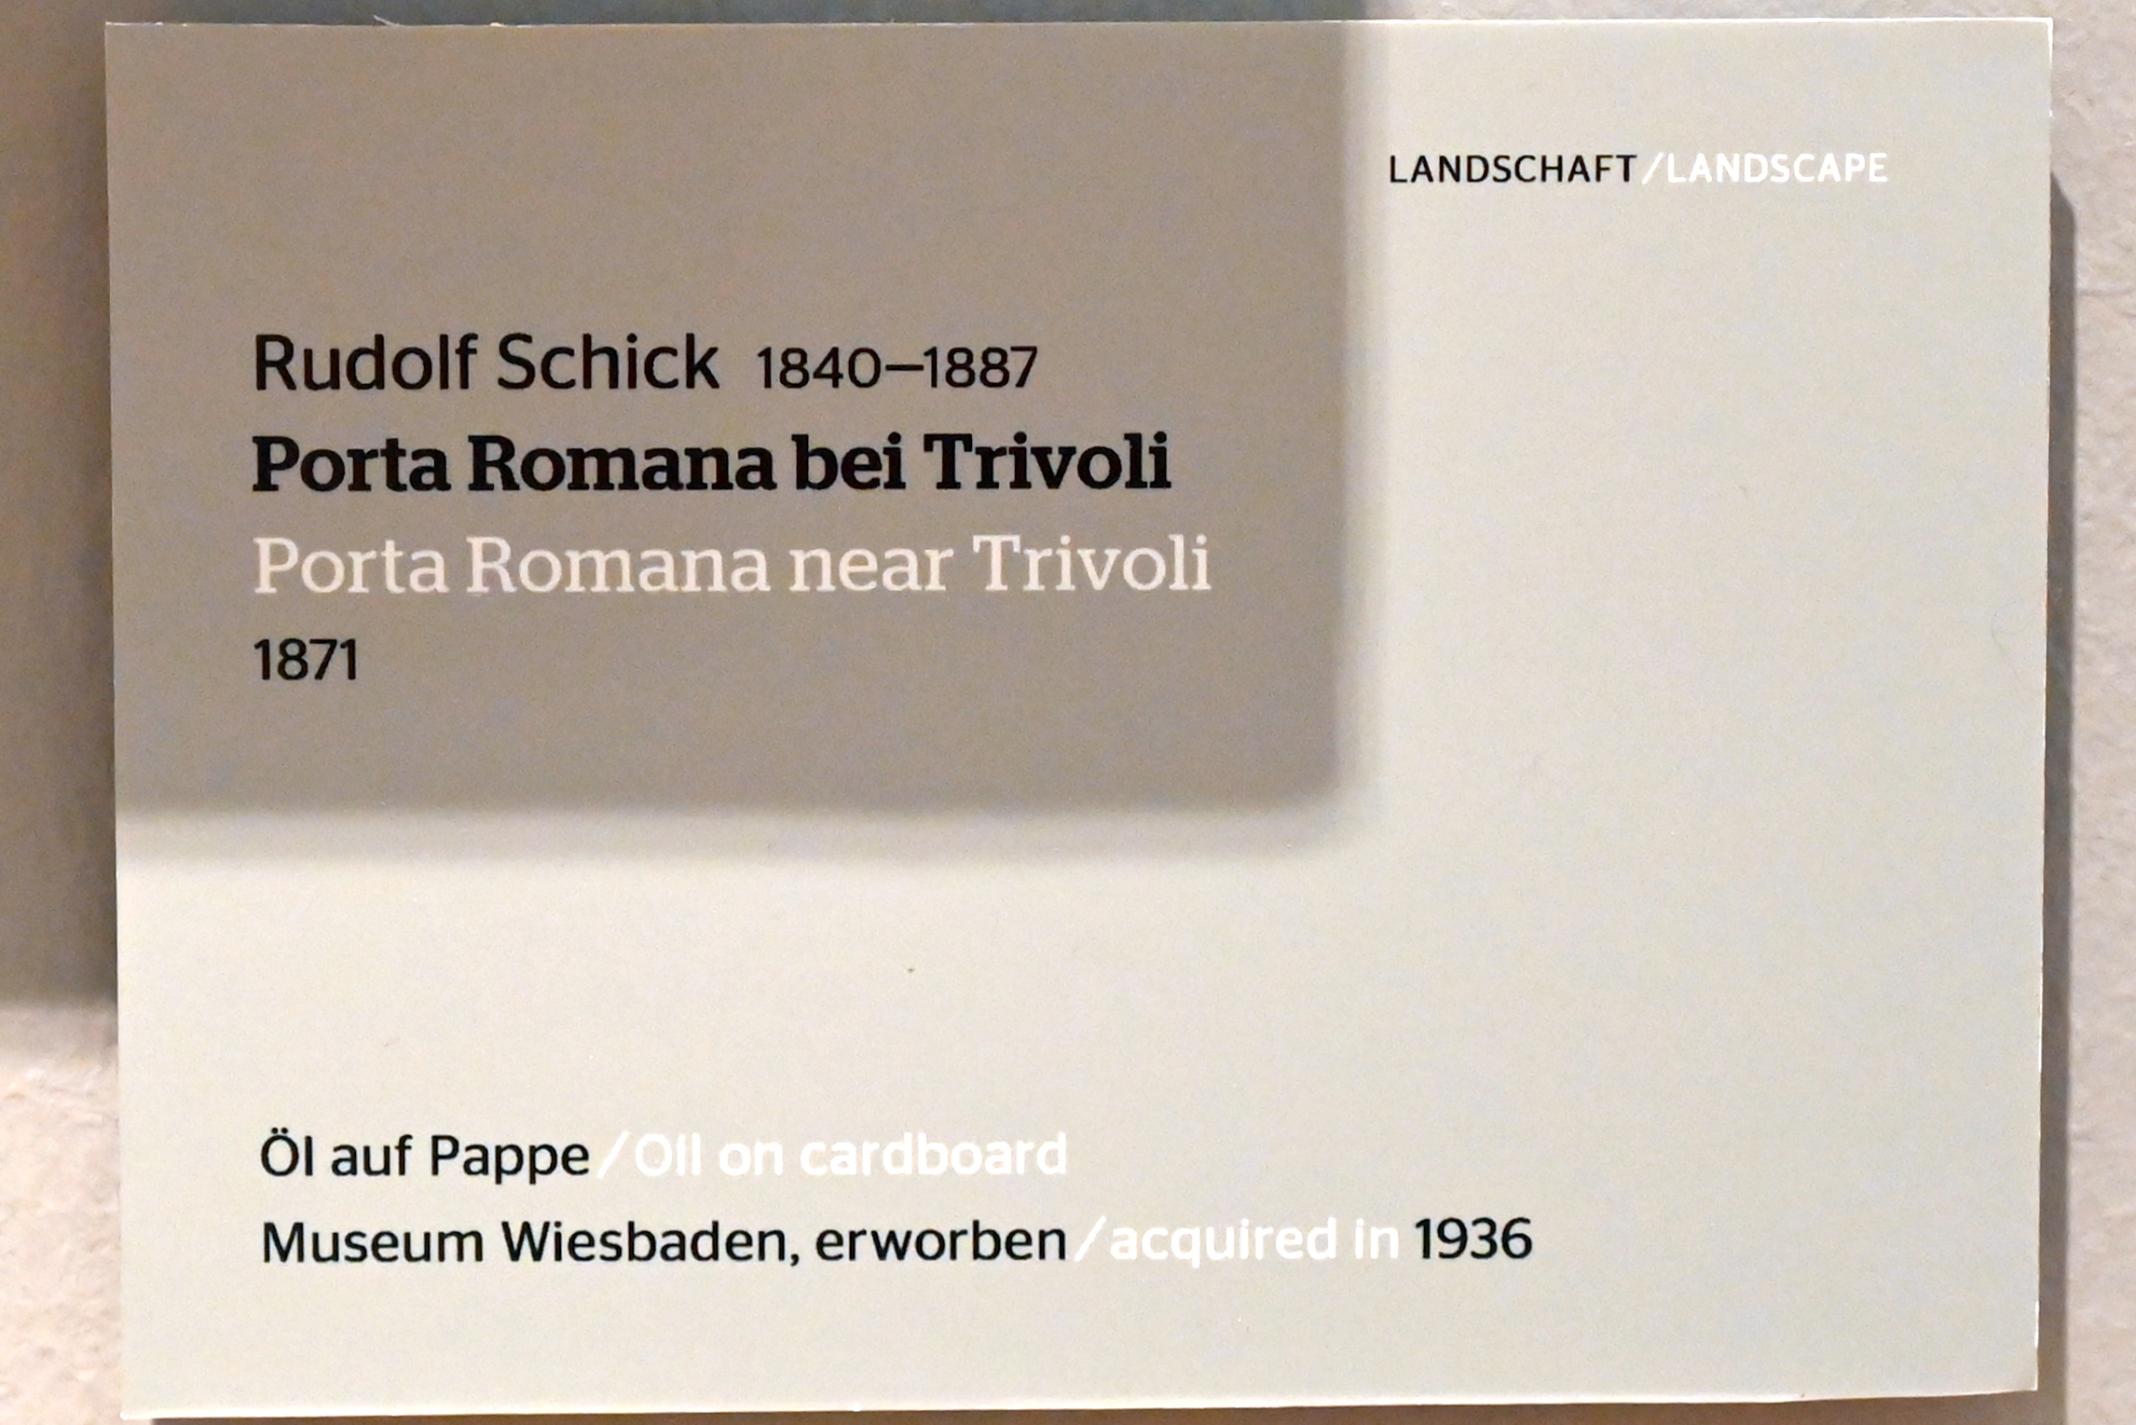 LANDSCHAFT/LANDSCAPE
Rudolf Schick 1840–1887
Porta Romana bei Trivoli
Porta Romana near Trivoli
1871
Öl auf Pappe/Oil on cardboard
Museum Wiesbaden, erworben/acquired in 1936